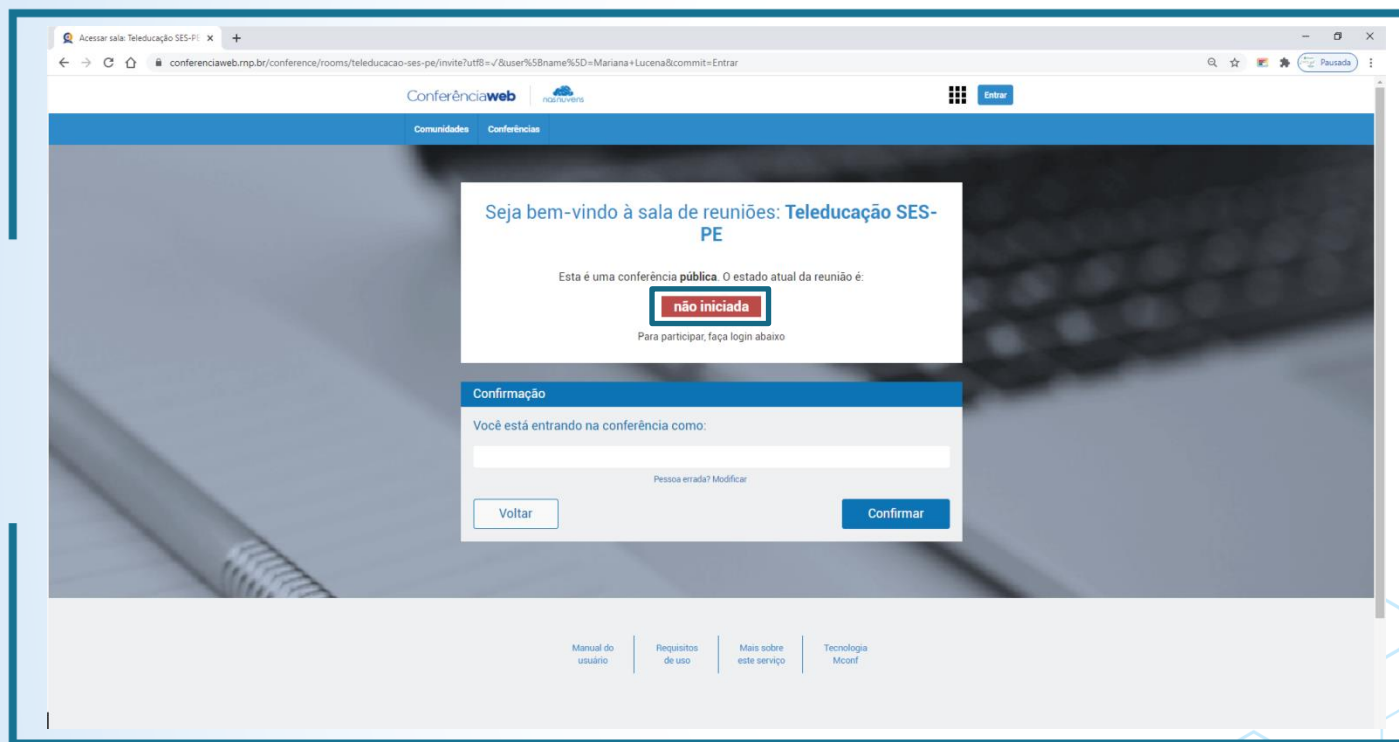 Acessar sala: Teleducação SES-PE
conferenciaweb.rnp.br/conference/rooms/teleducacao-ses-pe/invite?utf8=✓&user%5Bname%5D=Mariana+Lucena&commit=Entrar
Pausada
Conferênciaweb
nasnuvens
Entrar
Comunidades
Conferências
Seja bem-vindo à sala de reuniões: Teleducação SES-
PE
Esta é uma conferência pública. O estado atual da reunião é:
não iniciada
Para participar, faça login abaixo
Confirmação
Você está entrando na conferência como:
Pessoa errada? Modificar
Voltar
Confirmar
Manual do
usuário
Requisitos
de uso
Mais sobre
este serviço
Tecnologia
Mconf